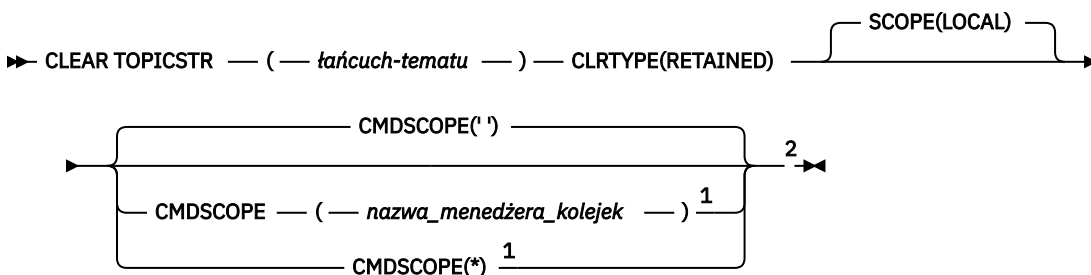 SCOPE(LOCAL)
CLEAR TOPICSTR ( łańcuch-tematu ) CLRTYPE(RETAINED)
CMDSCOPE(' ')
2
CMDSCOPE ( nazwa_menedżera_kolejek ) 1
CMDSCOPE(*) 1